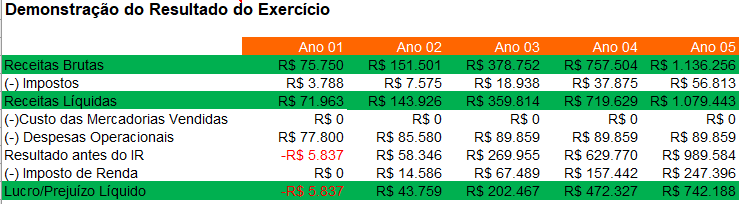 Demonstração do Resultado do Exercício
Ano 01 Ano 02 Ano 03 Ano 04 Ano 05
Receitas Brutas R$ 75.750 R$ 151.501 R$ 378.752 R$ 757.504 R$ 1.136.256
(-) Impostos R$ 3.788 R$ 7.575 R$ 18.938 R$ 37.875 R$ 56.813
Receitas Líquidas R$ 71.963 R$ 143.926 R$ 359.814 R$ 719.629 R$ 1.079.443
(-)Custo das Mercadorias Vendidas R$ 0 R$ 0 R$ 0 R$ 0 R$ 0
(-) Despesas Operacionais R$ 77.800 R$ 85.580 R$ 89.859 R$ 89.859 R$ 89.859
Resultado antes do IR -R$ 5.837 R$ 58.346 R$ 269.955 R$ 629.770 R$ 989.584
(-) Imposto de Renda R$ 0 R$ 14.586 R$ 67.489 R$ 157.442 R$ 247.396
Lucro/Prejuízo Líquido -R$ 5.837 R$ 43.759 R$ 202.467 R$ 472.327 R$ 742.188